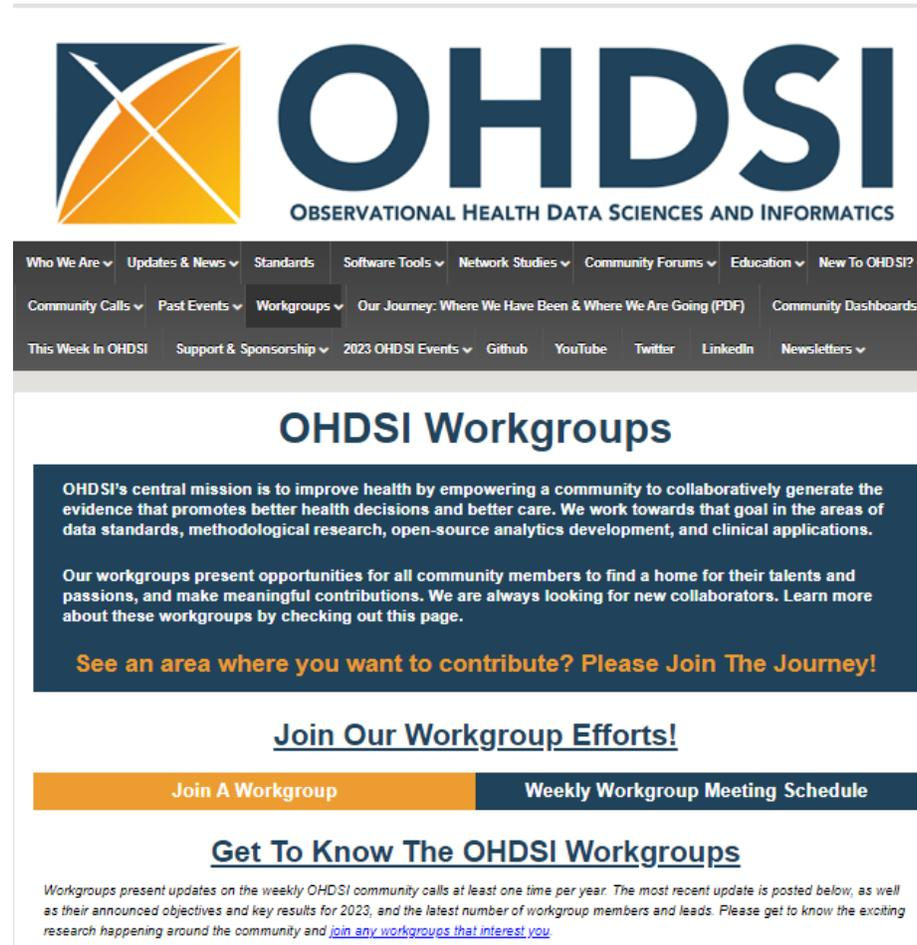 OHDSI
OBSERVATIONAL HEALTH DATA SCIENCES AND INFORMATICS
Who We Are Updates & News Standards Software Tools Network Studies Community Forums Education New To OHDSI?
Community Calls Past Events Workgroups Our Journey: Where We Have Been & Where We Are Going (PDF) Community Dashboards
This Week In OHDSI Support & Sponsorship 2023 OHDSI Events Github YouTube Twitter LinkedIn Newsletters
OHDSI Workgroups
OHDSI's central mission is to improve health by empowering a community to collaboratively generate the
evidence that promotes better health decisions and better care. We work towards that goal in the areas of
data standards, methodological research, open-source analytics development, and clinical applications.
Our workgroups present opportunities for all community members to find a home for their talents and
passions, and make meaningful contributions. We are always looking for new collaborators. Learn more
about these workgroups by checking out this page.
See an area where you want to contribute? Please Join The Journey!
Join Our Workgroup Efforts!
Join A Workgroup Weekly Workgroup Meeting Schedule
Get To Know The OHDSI Workgroups
Workgroups present updates on the weekly OHDSI community calls at least one time per year. The most recent update is posted below, as well
as their announced objectives and key results for 2023, and the latest number of workgroup members and leads. Please get to know the exciting
research happening around the community and join any workgroups that interest you.